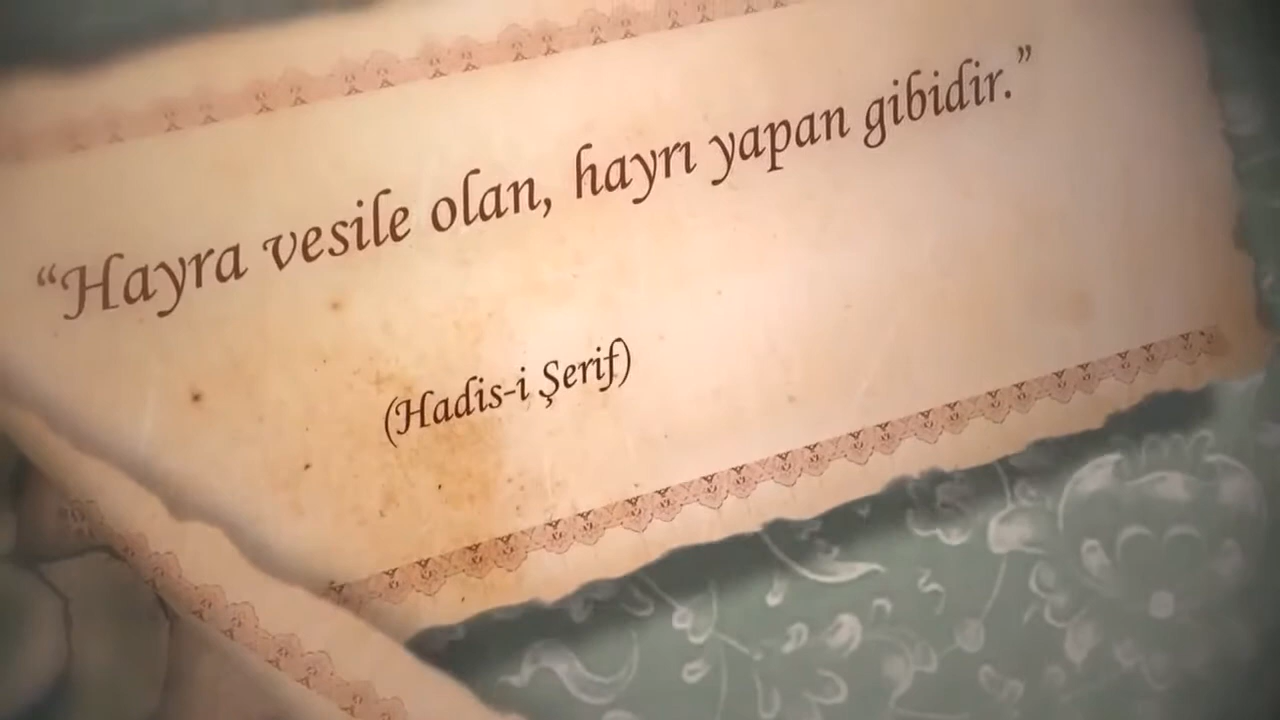 “Hayra vesile olan, hayrı yapan gibidir.”
(Hadis-i Şerif)